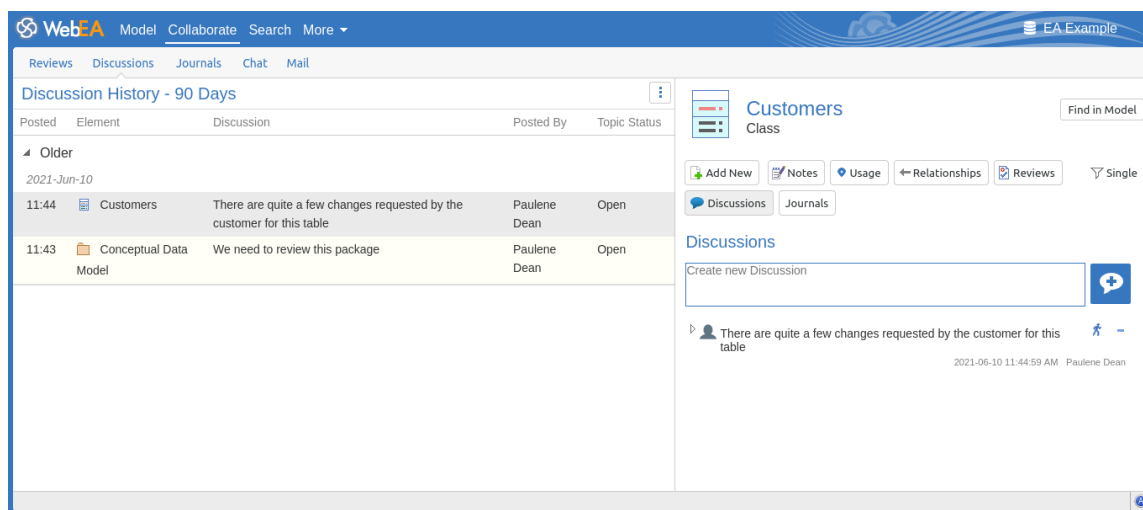 WebEA Model Collaborate Search More EA Example
Reviews Discussions Journals Chat Mail
Discussion History - 90 Days
Posted Element Discussion Posted By Topic Status
Older
2021-Jun-10
11:44 Customers There are quite a few changes requested by the Paulene Open
customer for this table Dean
11:43 Conceptual Data We need to review this package Paulene Open
Model Dean
Customers
Class
Find in Model
Add New Notes Usage Relationships Reviews Single
Discussions Journals
Discussions
Create new Discussion
There are quite a few changes requested by the customer for this
table
2021-06-10 11:44:59 AM Paulene Dean